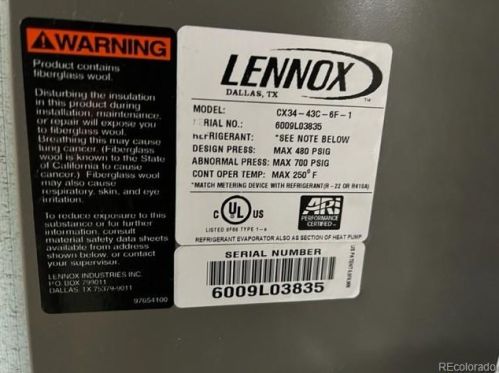 WARNING
Product contains
fiberglass wool.
Disturbing the insulation
in this product during
installation, maintenance,
or repair will expose you
to fiberglass wool.
Breathing this may cause
lung cancer. (Fiberglass
wool is known to the State
of California to cause
cancer.) Fiberglass wool
may also cause
respiratory, skin, and eye
irritation.
To reduce exposure to this
substance or for further
information, consult
material safety data sheets
available from address
shown below, or contact
your supervisor.
LENNOX INDUSTRIES INC.
P.O. BOX 799011
DALLAS, TX 75379-9011
97654100
LENNOX
DALLAS, TX
MODEL: CX34-43C-6F-1
SERIAL NO.: 6009L03835
REFRIGERANT: *SEE NOTE BELOW
DESIGN PRESS: MAX 480 PSIG
ABNORMAL PRESS: MAX 700 PSIG
CONT OPER TEMP: MAX 250°F
*MATCH METERING DEVICE WITH REFRIGERANT(R-22 OR R410A)
C UL US
LISTED
ARi
PERFORMANCE
CERTIFIED
REFRIGERANT EVAPORATOR ALSO AS SECTION OF HEAT PUMP.
SERIAL NUMBER
6009L03835
REcolorado